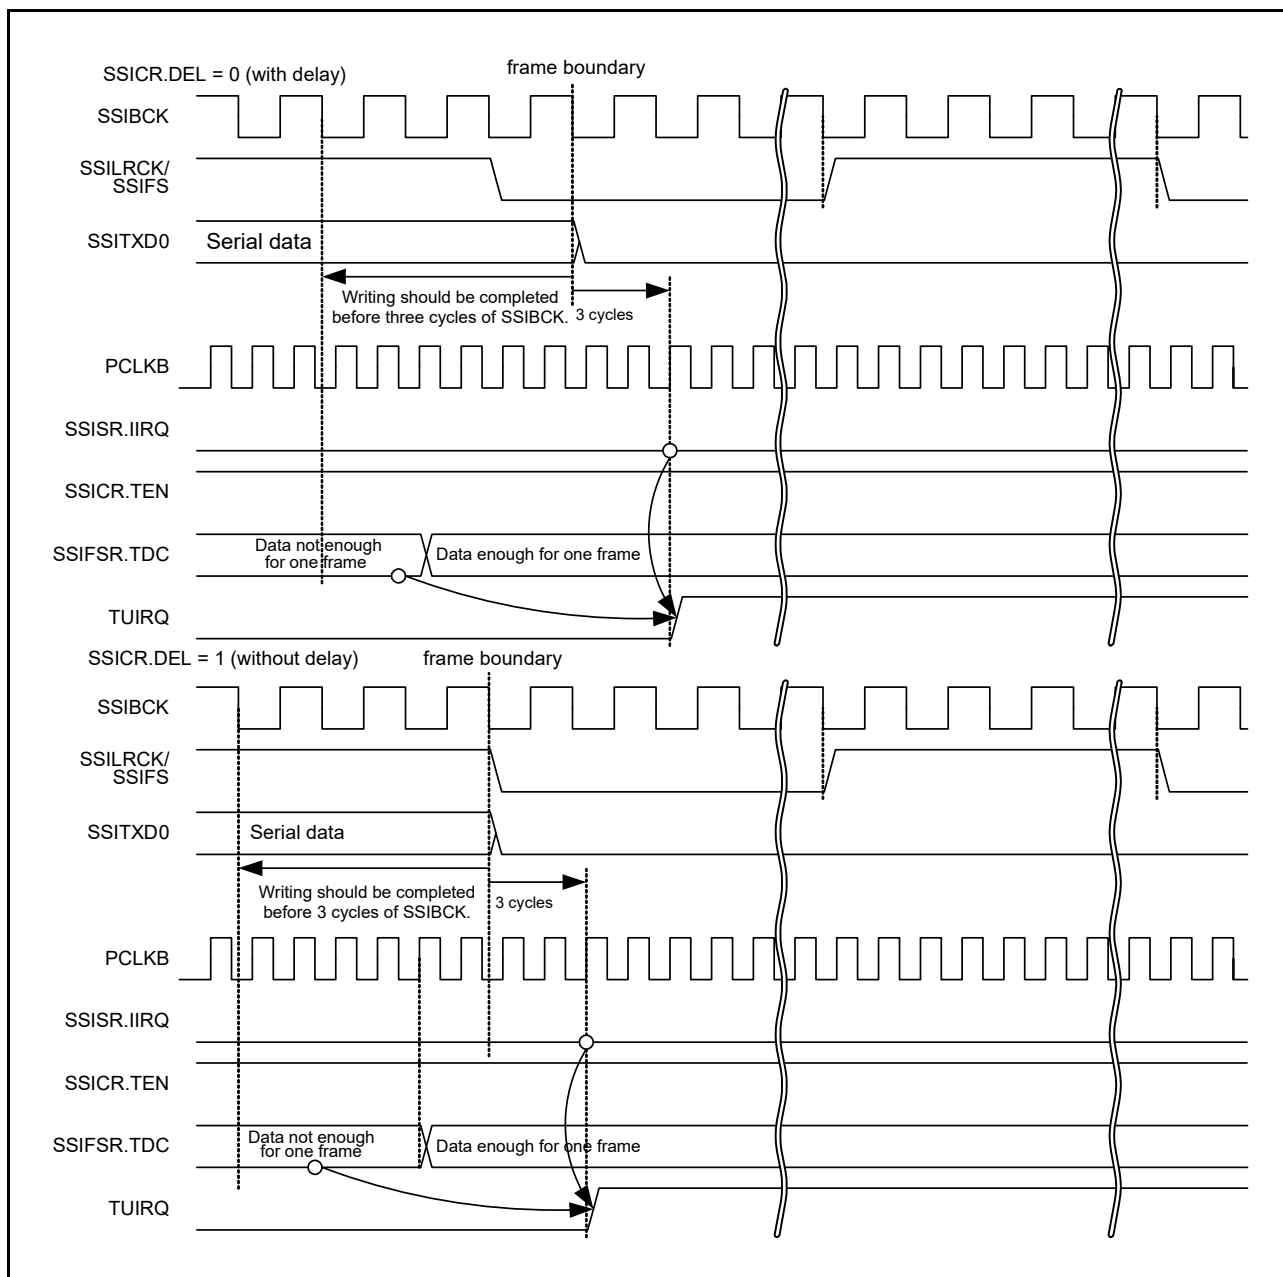 SSICR.DEL = 0 (with delay)
frame boundary
SSIBCK
SSILRCK/
SSIFS
SSITXD0
Serial data
Writing should be completed
before three cycles of SSIBCK.
3 cycles
PCLKB
SSISR.IIRQ
SSICR.TEN
SSIFSR.TDC
Data not enough
for one frame
Data enough for one frame
TUIRQ
SSICR.DEL = 1 (without delay)
frame boundary
SSIBCK
SSILRCK/
SSIFS
SSITXD0
Serial data
Writing should be completed
before 3 cycles of SSIBCK.
3 cycles
PCLKB
SSISR.IIRQ
SSICR.TEN
SSIFSR.TDC
Data not enough
for one frame
Data enough for one frame
TUIRQ